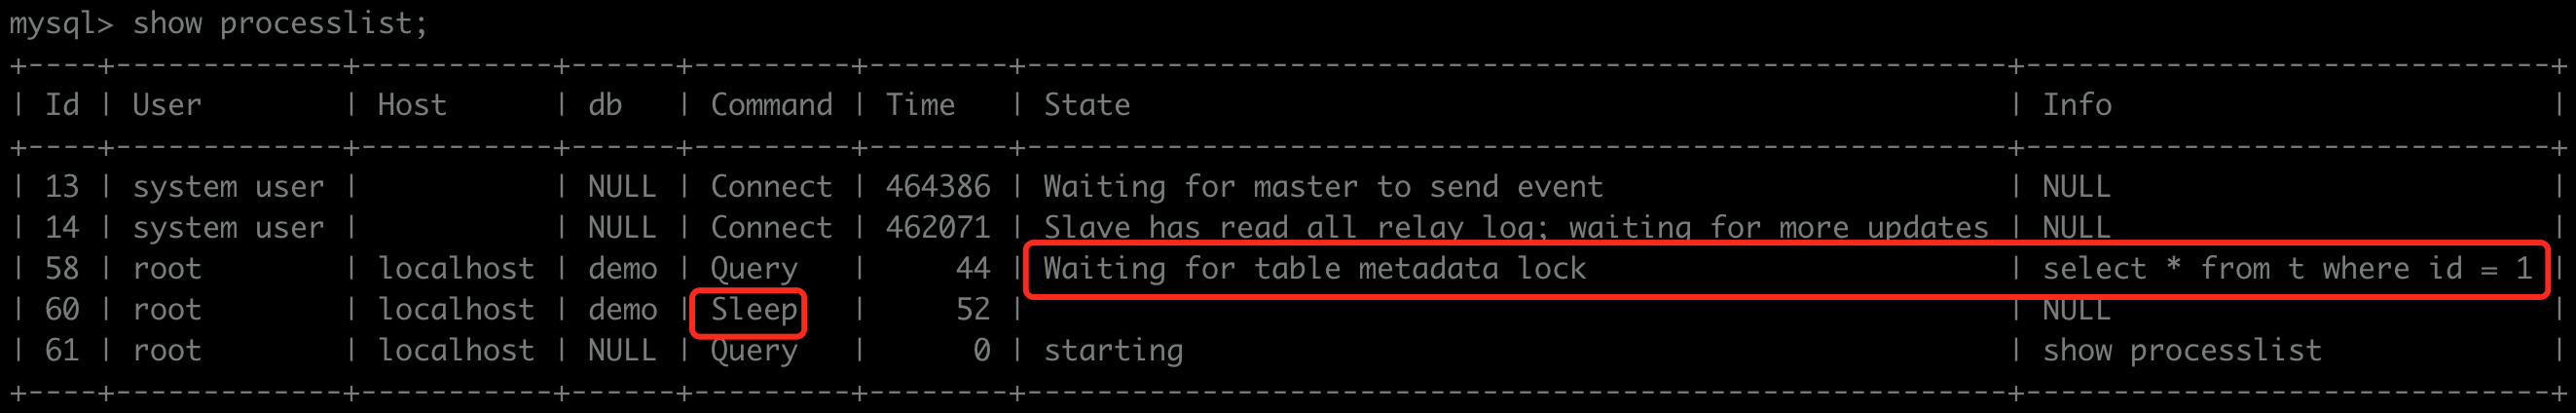 mysql> show processlist;
+----+-------------+-----------+------+---------+--------+--------------------------------------------------------+------------------------------+
| Id | User        | Host      | db   | Command | Time   | State                                                  | Info                         |
+----+-------------+-----------+------+---------+--------+--------------------------------------------------------+------------------------------+
| 13 | system user |           | NULL | Connect | 464386 | Waiting for master to send event                       | NULL                         |
| 14 | system user |           | NULL | Connect | 462071 | Slave has read all relay log; waiting for more updates | NULL                         |
| 58 | root        | localhost | demo | Query   |     44 | Waiting for table metadata lock                        | select * from t where id = 1 |
| 60 | root        | localhost | demo | Sleep   |     52 |                                                        | NULL                         |
| 61 | root        | localhost | NULL | Query   |      0 | starting                                               | show processlist             |
+----+-------------+-----------+------+---------+--------+--------------------------------------------------------+------------------------------+